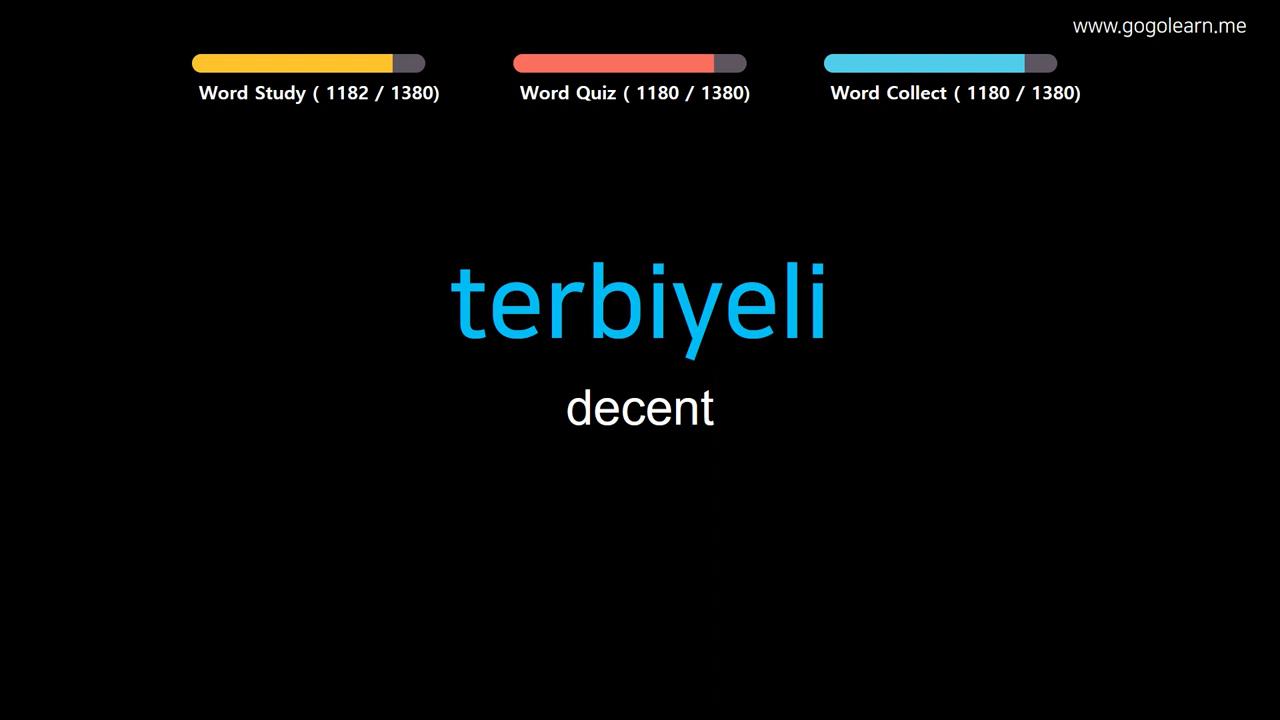 www.gogolearn.me
Word Study ( 1182 / 1380)
Word Quiz ( 1180 / 1380)
Word Collect ( 1180 / 1380)
terbiyeli
decent